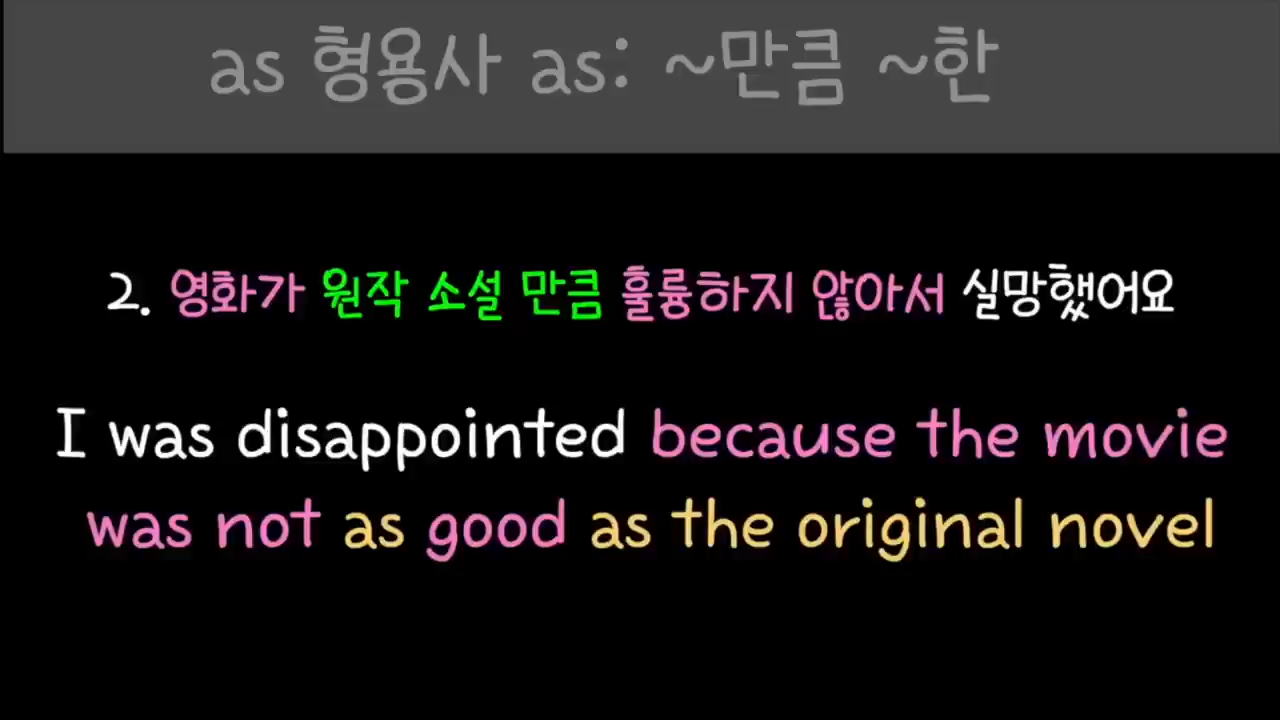 as 형용사 as: ~만큼 ~한
2. 영화가 원작 소설 만큼 훌륭하지 않아서 실망했어요
I was disappointed because the movie
was not as good as the original novel